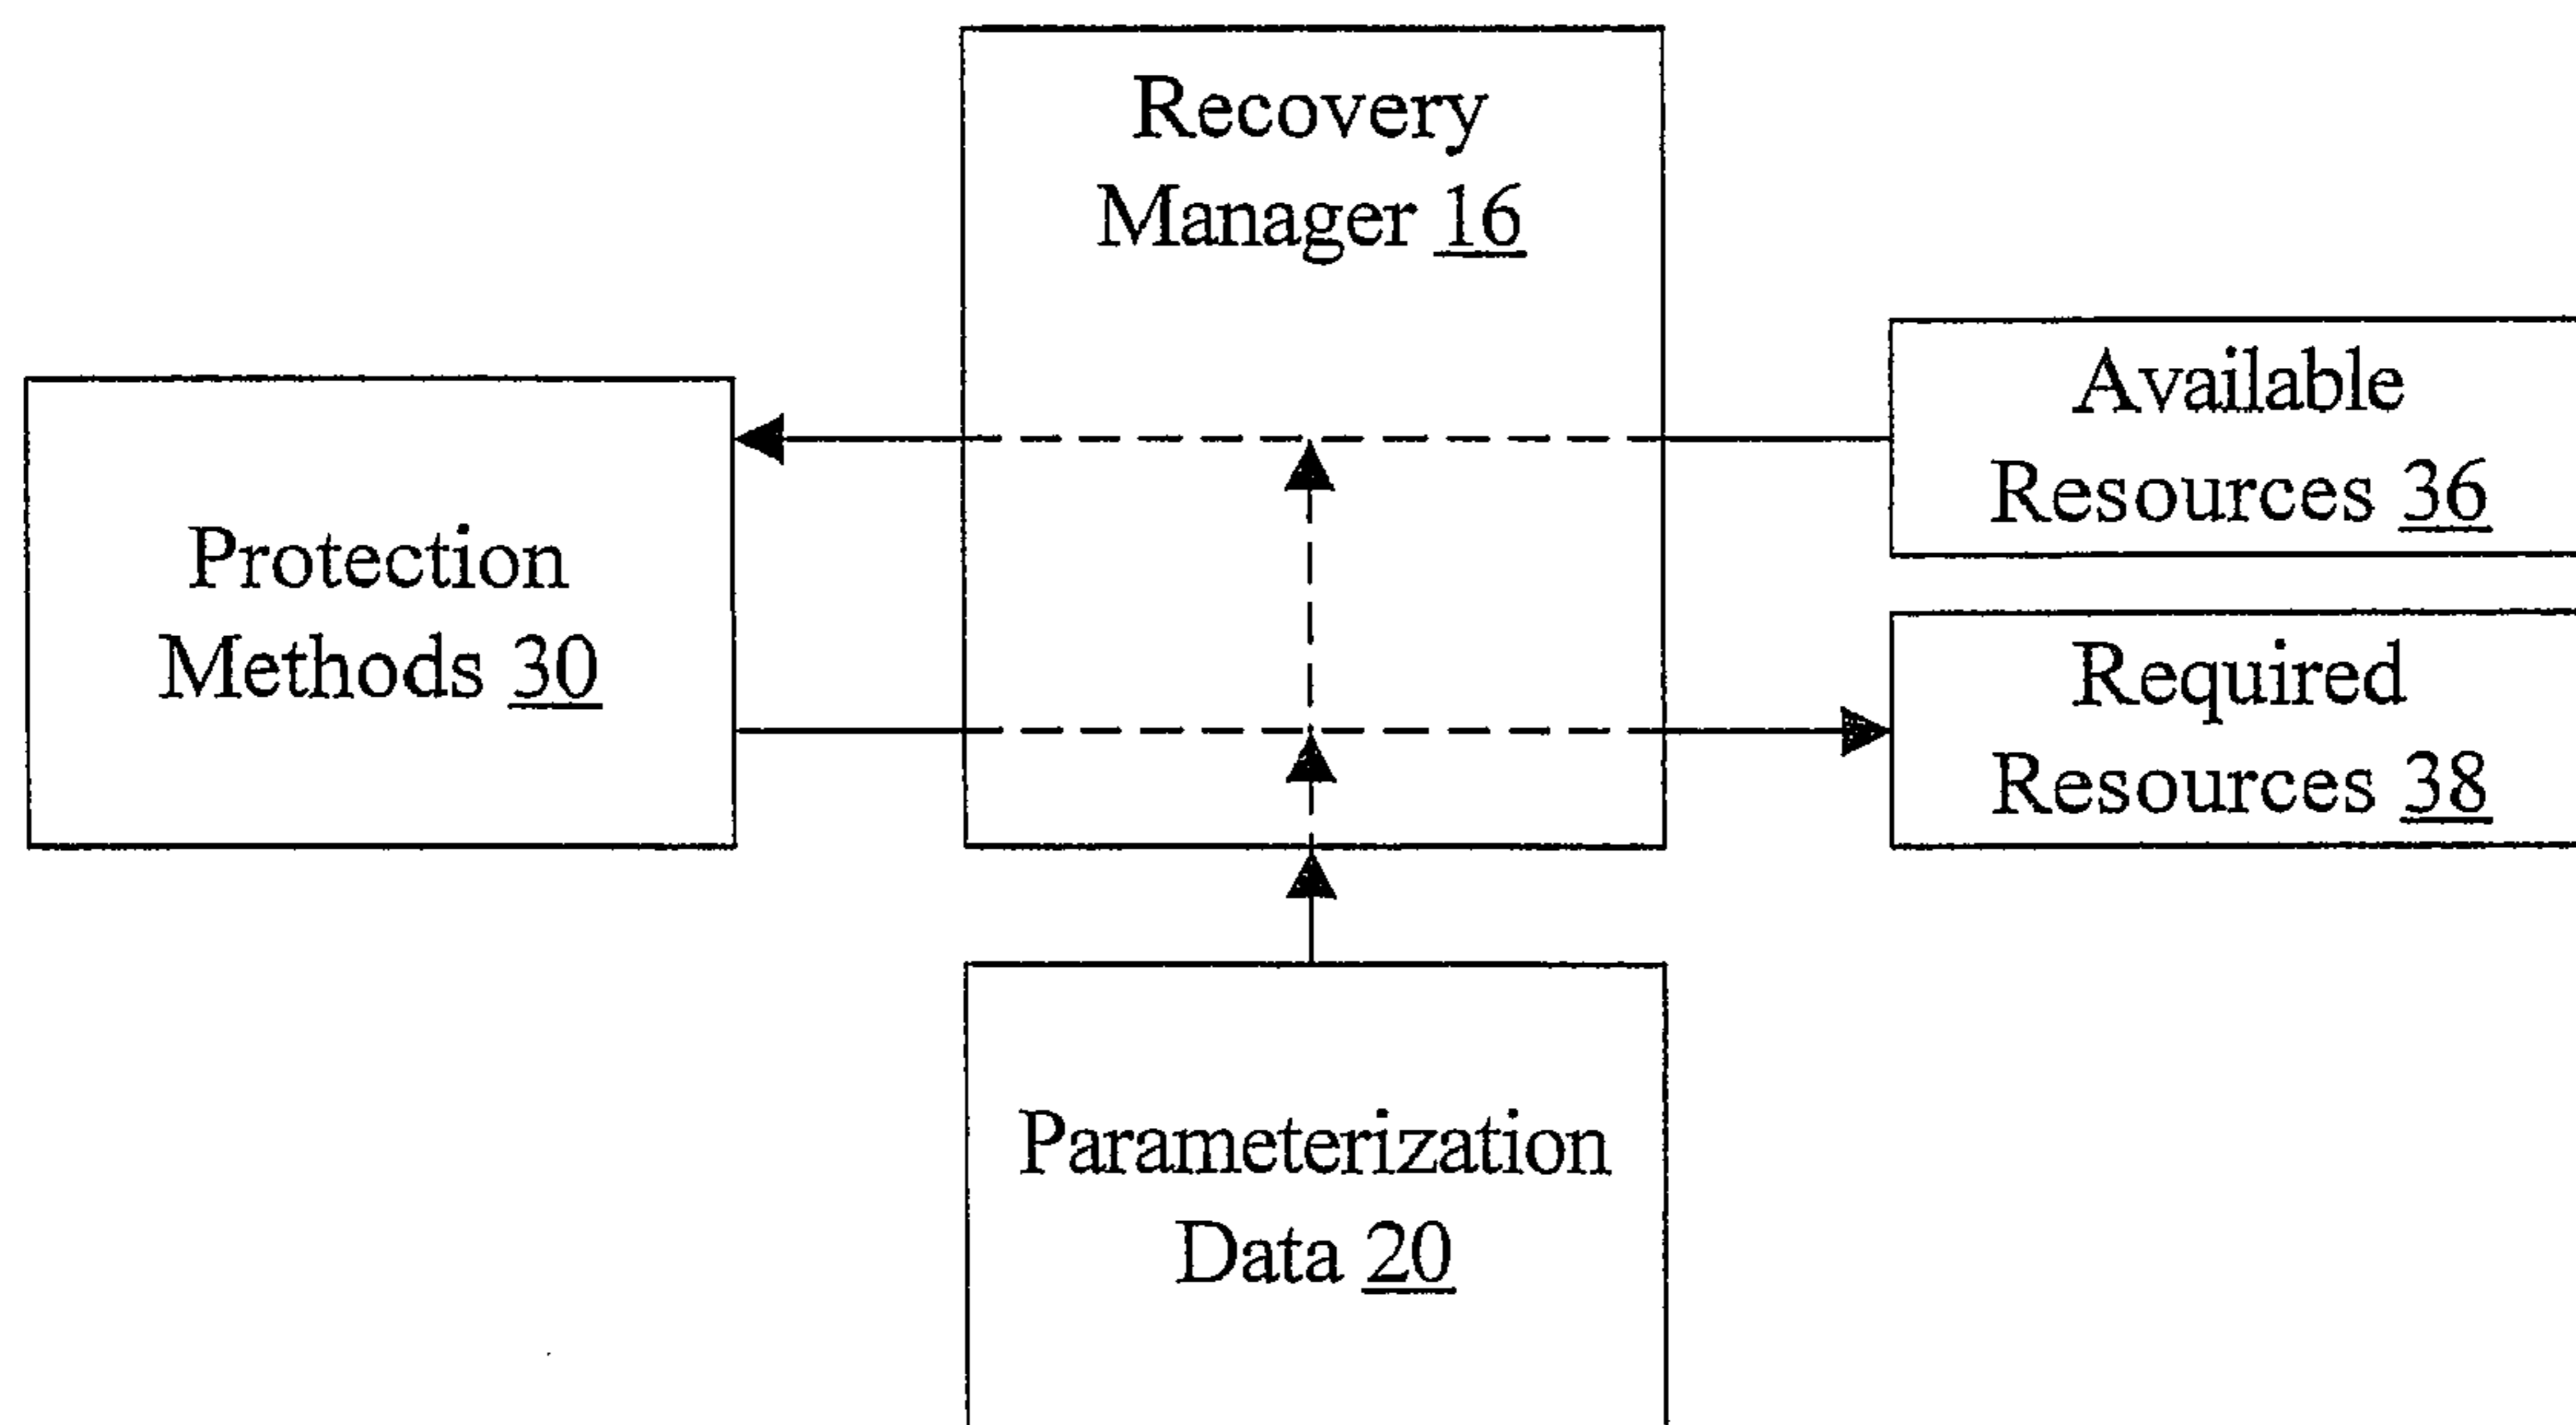 Recovery
Manager 16
Available
Resources 36
Protection
Methods 30
Required
Resources 38
Parameterization
Data 20